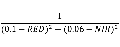 1
(0.1 − RED)² − (0.06 − NIR)²